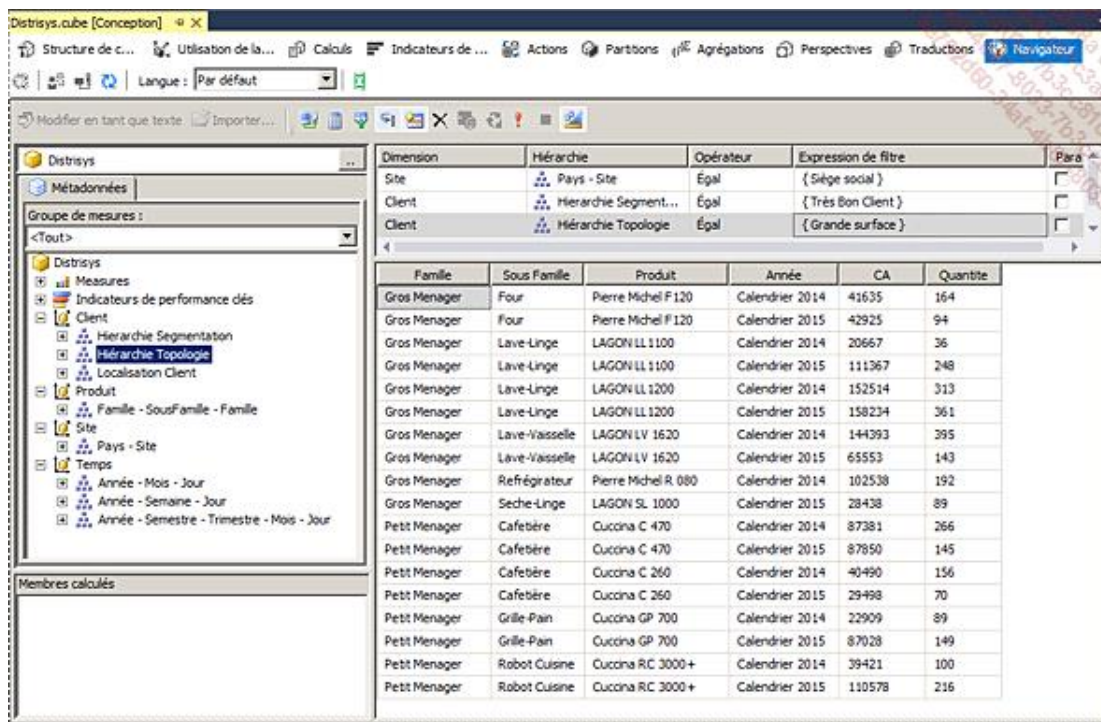 Distrisys.cube [Conception]
Structure de c... Utilisation de la... Calculs Indicateurs de ... Actions Partitions Agrégations Perspectives Traductions Navigateur
Langue : Par défaut
Modifier en tant que texte Importer...
Distrisys ..
Métadonnées
Groupe de mesures :
<Tout>
Distrisys
Measures
Indicateurs de performance clés
Client
Hierarchie Segmentation
Hiérarchie Topologie
Localisation Client
Produit
Famille - SousFamille - Famille
Site
Pays - Site
Temps
Année - Mois - Jour
Année - Semaine - Jour
Année - Semestre - Trimestre - Mois - Jour
Membres calculés
Dimension Hiérarchie Opérateur Expression de filtre Para
Site Pays - Site Égal { Siège social }
Client Hierarchie Segment... Égal { Très Bon Client }
Client Hiérarchie Topologie Égal { Grande surface }
Famille Sous Famille Produit Année CA Quantite
Gros Menager Four Pierre Michel F 120 Calendrier 2014 41635 164
Gros Menager Four Pierre Michel F 120 Calendrier 2015 42925 94
Gros Menager Lave-Linge LAGON LL 1100 Calendrier 2014 20667 36
Gros Menager Lave-Linge LAGON LL 1100 Calendrier 2015 111367 248
Gros Menager Lave-Linge LAGON LL 1200 Calendrier 2014 152514 313
Gros Menager Lave-Linge LAGON LL 1200 Calendrier 2015 158234 361
Gros Menager Lave-Vaisselle LAGON LV 1620 Calendrier 2014 144393 395
Gros Menager Lave-Vaisselle LAGON LV 1620 Calendrier 2015 65553 143
Gros Menager Refrégirateur Pierre Michel R 080 Calendrier 2014 102538 192
Gros Menager Seche-Linge LAGON SL 1000 Calendrier 2015 28438 89
Petit Menager Cafetière Cuccina C 470 Calendrier 2014 87381 266
Petit Menager Cafetière Cuccina C 470 Calendrier 2015 87850 145
Petit Menager Cafetière Cuccina C 260 Calendrier 2014 40490 156
Petit Menager Cafetière Cuccina C 260 Calendrier 2015 29498 70
Petit Menager Grille-Pain Cuccina GP 700 Calendrier 2014 22909 89
Petit Menager Grille-Pain Cuccina GP 700 Calendrier 2015 87028 149
Petit Menager Robot Cuisine Cuccina RC 3000+ Calendrier 2014 39421 100
Petit Menager Robot Cuisine Cuccina RC 3000+ Calendrier 2015 110578 216